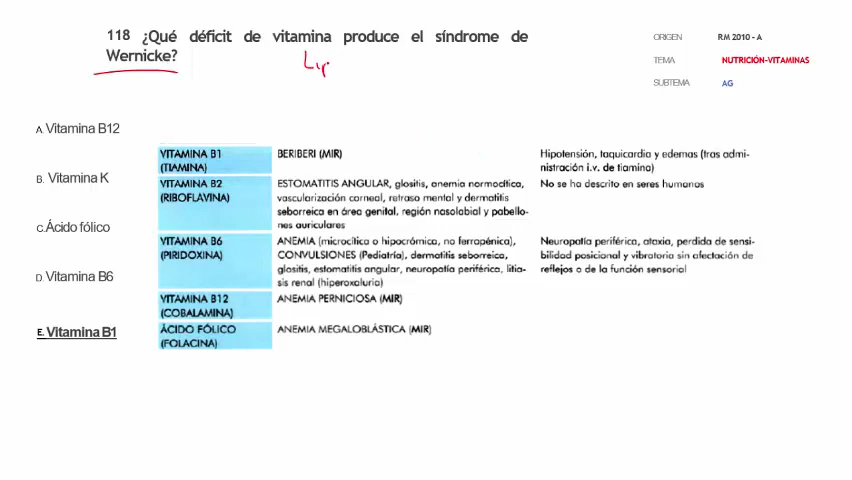 118 ¿Qué déficit de vitamina produce el síndrome de
Wernicke?
ORIGEN RM 2010 - A
TEMA NUTRICIÓN-VITAMINAS
SUBTEMA AG
A. Vitamina B12
B. Vitamina K
C. Ácido fólico
D. Vitamina B6
E. Vitamina B1
VITAMINA B1
(TIAMINA)
BERIBERI (MIR)
Hipotensión, taquicardia y edemas (tras admi-
nistración i.v. de tiamina)
VITAMINA B2
(RIBOFLAVINA)
ESTOMATITIS ANGULAR, glositis, anemia normocítica,
vascularización corneal, retraso mental y dermatitis
seborreica en área genital, región nasolabial y pabello-
nes auriculares
No se ha descrito en seres humanos
VITAMINA B6
(PIRIDOXINA)
ANEMIA (microcítica o hipocrómica, no ferropénica),
CONVULSIONES (Pediatría), dermatitis seborreica,
glositis, estomatitis angular, neuropatía periférica, litia-
sis renal (hiperoxaluria)
Neuropatía periférica, ataxia, perdida de sensi-
bilidad posicional y vibratoria sin afectación de
reflejos o de la función sensorial
VITAMINA B12
(COBALAMINA)
ANEMIA PERNICIOSA (MIR)
ÁCIDO FÓLICO
(FOLACINA)
ANEMIA MEGALOBLÁSTICA (MIR)